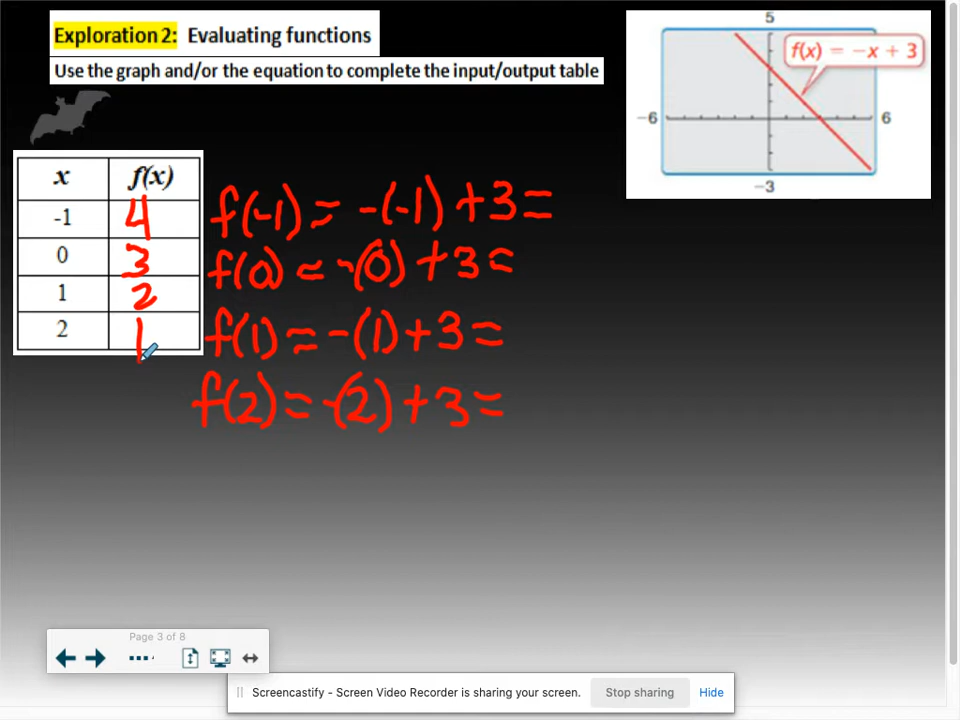 Exploration 2: Evaluating functions
Use the graph and/or the equation to complete the input/output table
5
f(x) = −x + 3
−6
6
−3
x f(x)
-1 4
0 3
1 2
2 1
f(-1) = -(-1) + 3 =
f(0) = -(0) + 3 =
f(1) = -(1) + 3 =
f(2) = -(2) + 3 =
Page 3 of 8
Screencastify - Screen Video Recorder is sharing your screen. Stop sharing Hide